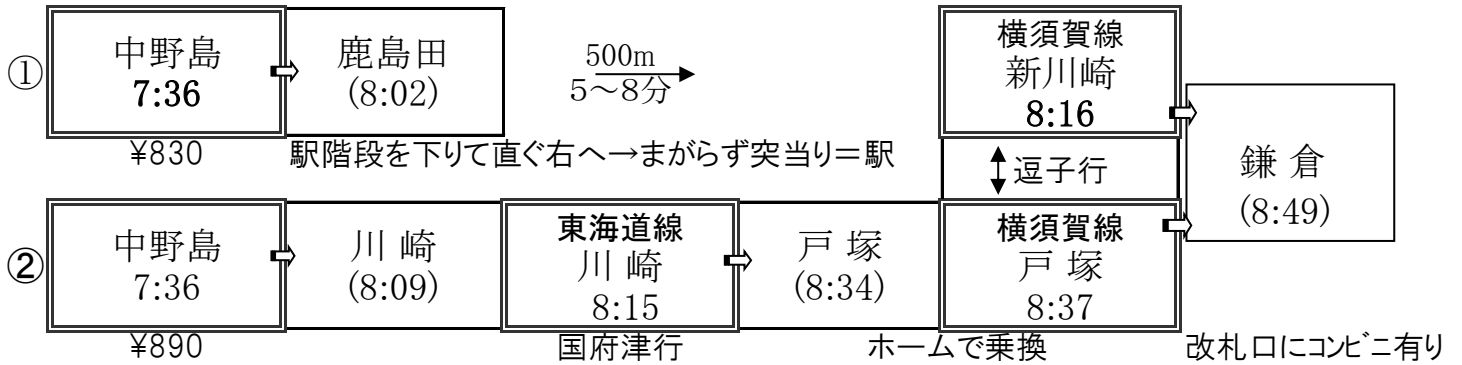 ①
中野島
7:36
鹿島田
(8:02)
500m
5～8分
横須賀線
新川崎
8:16
¥830
駅階段を下りて直ぐ右へ→まがらず突当り＝駅
逗子行
鎌倉
(8:49)
②
中野島
7:36
川崎
(8:09)
東海道線
川崎
8:15
戸塚
(8:34)
横須賀線
戸塚
8:37
¥890
国府津行
ホームで乗換
改札口にｺﾝﾋﾞﾆ有り